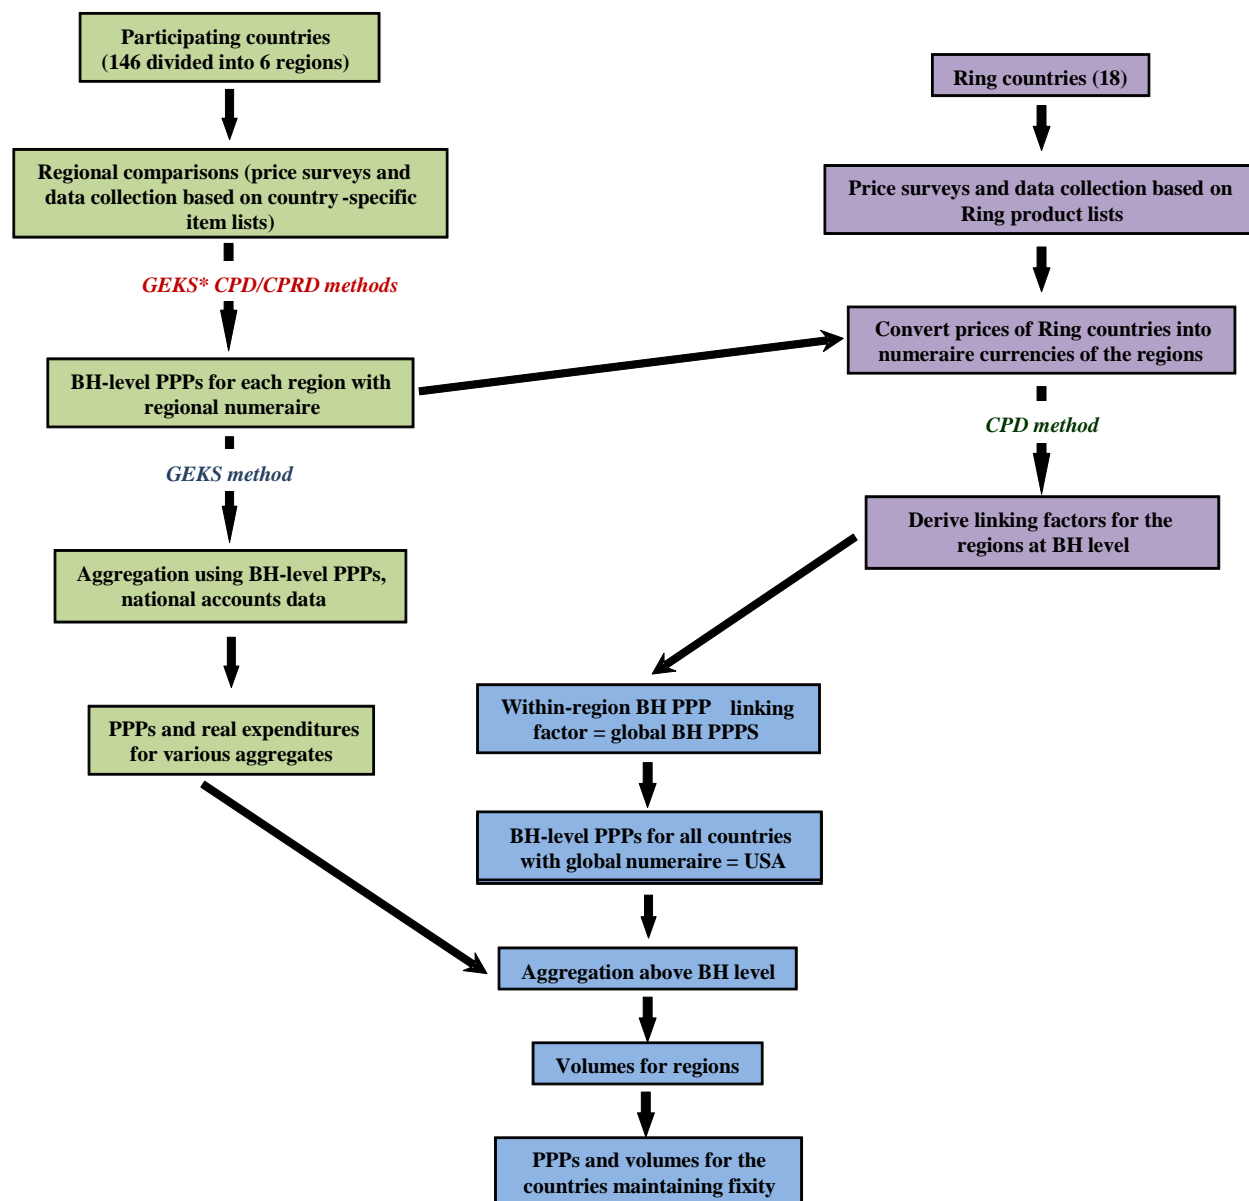 Participating countries
(146 divided into 6 regions)
Regional comparisons (price surveys and
data collection based on country -specific
item lists)
GEKS* CPD/CPRD methods
BH-level PPPs for each region with
regional numeraire
GEKS method
Aggregation using BH-level PPPs,
national accounts data
PPPs and real expenditures
for various aggregates
Ring countries (18)
Price surveys and data collection based on
Ring product lists
Convert prices of Ring countries into
numeraire currencies of the regions
CPD method
Derive linking factors for the
regions at BH level
Within-region BH PPP linking
factor = global BH PPPS
BH-level PPPs for all countries
with global numeraire = USA
Aggregation above BH level
Volumes for regions
PPPs and volumes for the
countries maintaining fixity